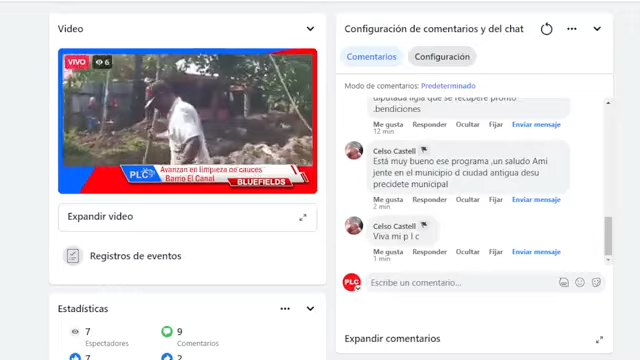 Video
VIVO
6
Avanzan en limpieza de cauces
Barrio El Canal
PLC
BLUEFIELDS
Expandir video
Registros de eventos
Estadísticas
7
Espectadores
9
Comentarios
7
2
Configuración de comentarios y del chat
Comentarios
Configuración
Modo de comentarios: Predeterminado
diputada ligia que se recupere pronto
.bendiciones
Me gusta Responder Ocultar Fijar Enviar mensaje
12 min
Celso Castell
Está muy bueno ese programa ,un saludo Ami
jente en el municipio d ciudad antigua desu
precidete municipal
Me gusta Responder Ocultar Fijar Enviar mensaje
2 min
Celso Castell
Viva mi p l c
Me gusta Responder Ocultar Fijar Enviar mensaje
1 min
PLC
Escribe un comentario...
Expandir comentarios